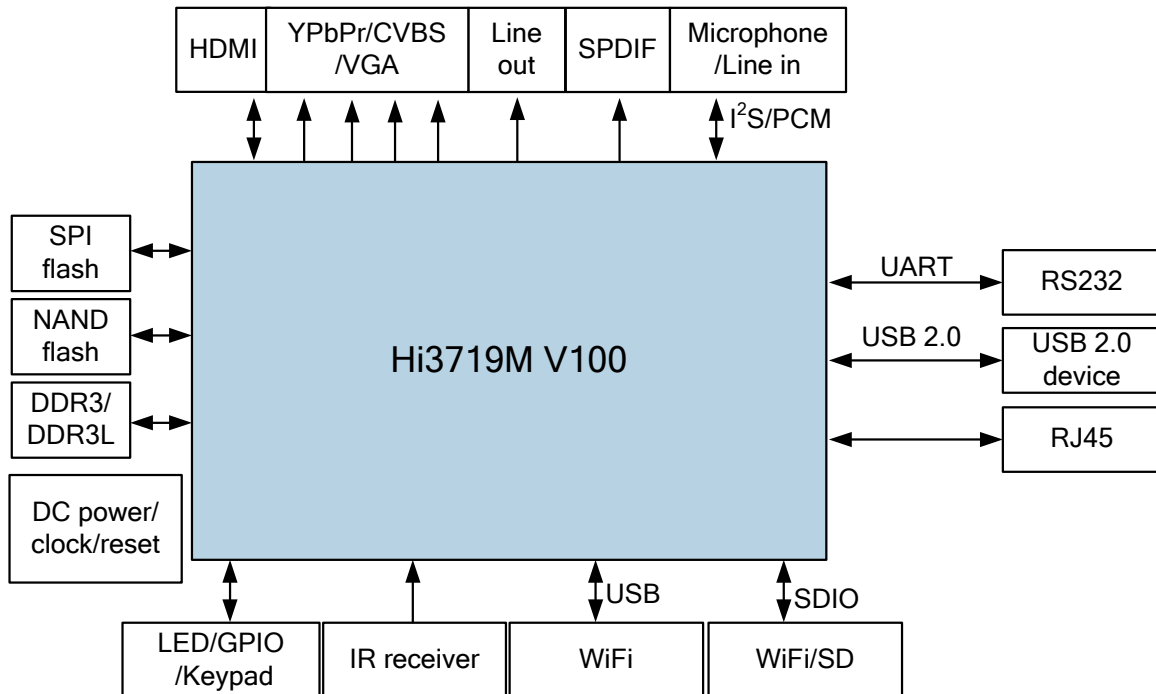 HDMI
YPbPr/CVBS
/VGA
Line
out
SPDIF
Microphone
/Line in
I²S/PCM
SPI
flash
NAND
flash
DDR3/
DDR3L
DC power/
clock/reset
Hi3719M V100
UART
RS232
USB 2.0
USB 2.0
device
RJ45
USB
SDIO
LED/GPIO
/Keypad
IR receiver
WiFi
WiFi/SD